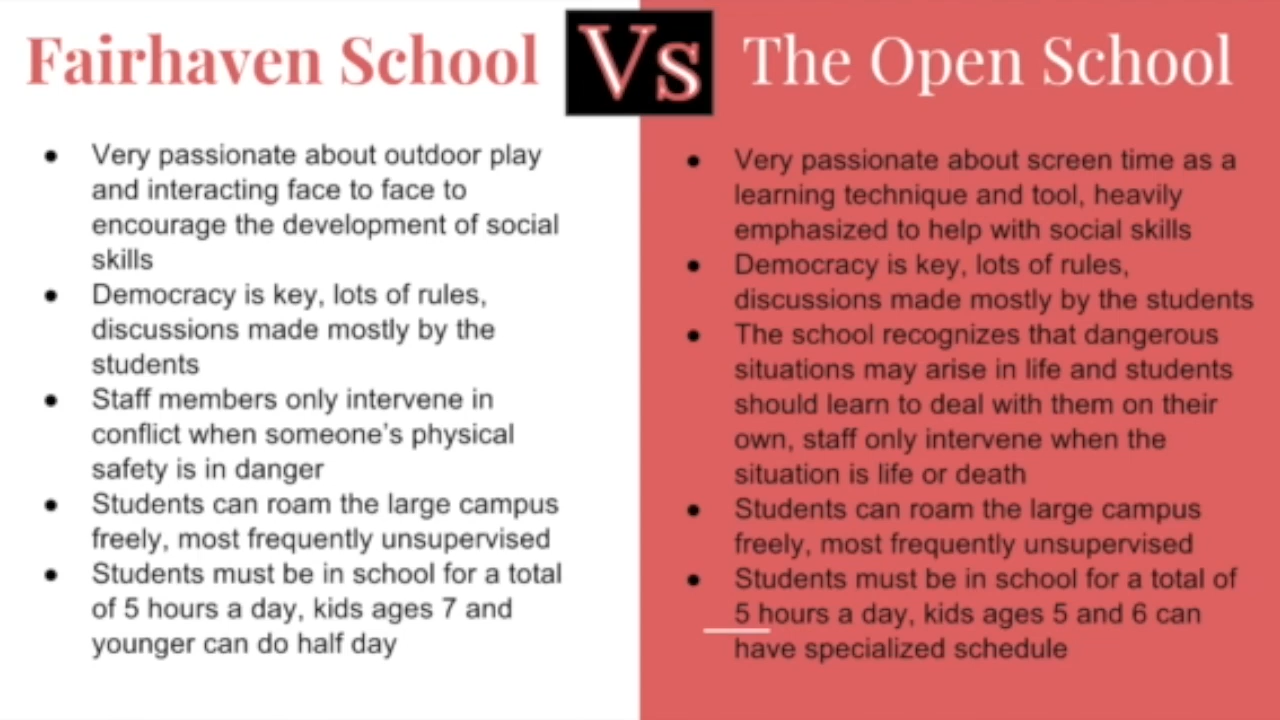 Fairhaven School
Vs
The Open School
● Very passionate about outdoor play
and interacting face to face to
encourage the development of social
skills
● Democracy is key, lots of rules,
discussions made mostly by the
students
● Staff members only intervene in
conflict when someone's physical
safety is in danger
● Students can roam the large campus
freely, most frequently unsupervised
● Students must be in school for a total
of 5 hours a day, kids ages 7 and
younger can do half day
● Very passionate about screen time as a
learning technique and tool, heavily
emphasized to help with social skills
● Democracy is key, lots of rules,
discussions made mostly by the students
● The school recognizes that dangerous
situations may arise in life and students
should learn to deal with them on their
own, staff only intervene when the
situation is life or death
● Students can roam the large campus
freely, most frequently unsupervised
● Students must be in school for a total of
5 hours a day, kids ages 5 and 6 can
have specialized schedule